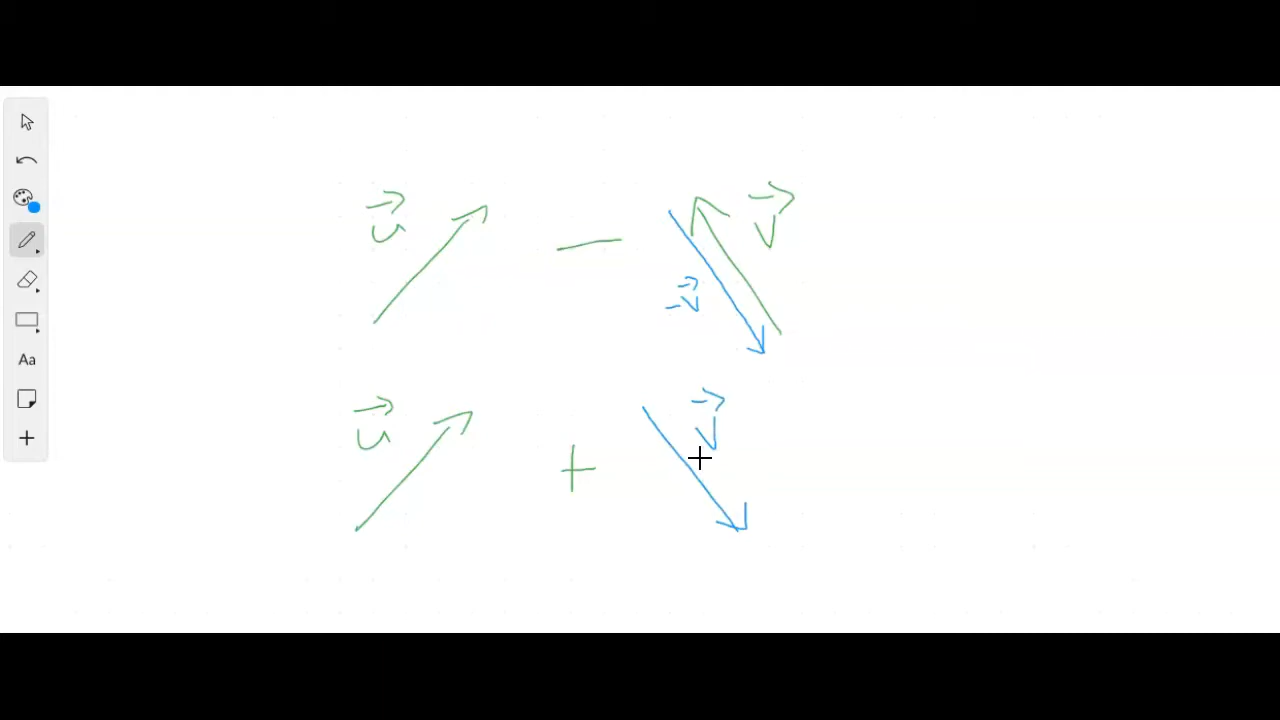 u⃗ − v⃗
-v⃗
u⃗ + v⃗
Aa